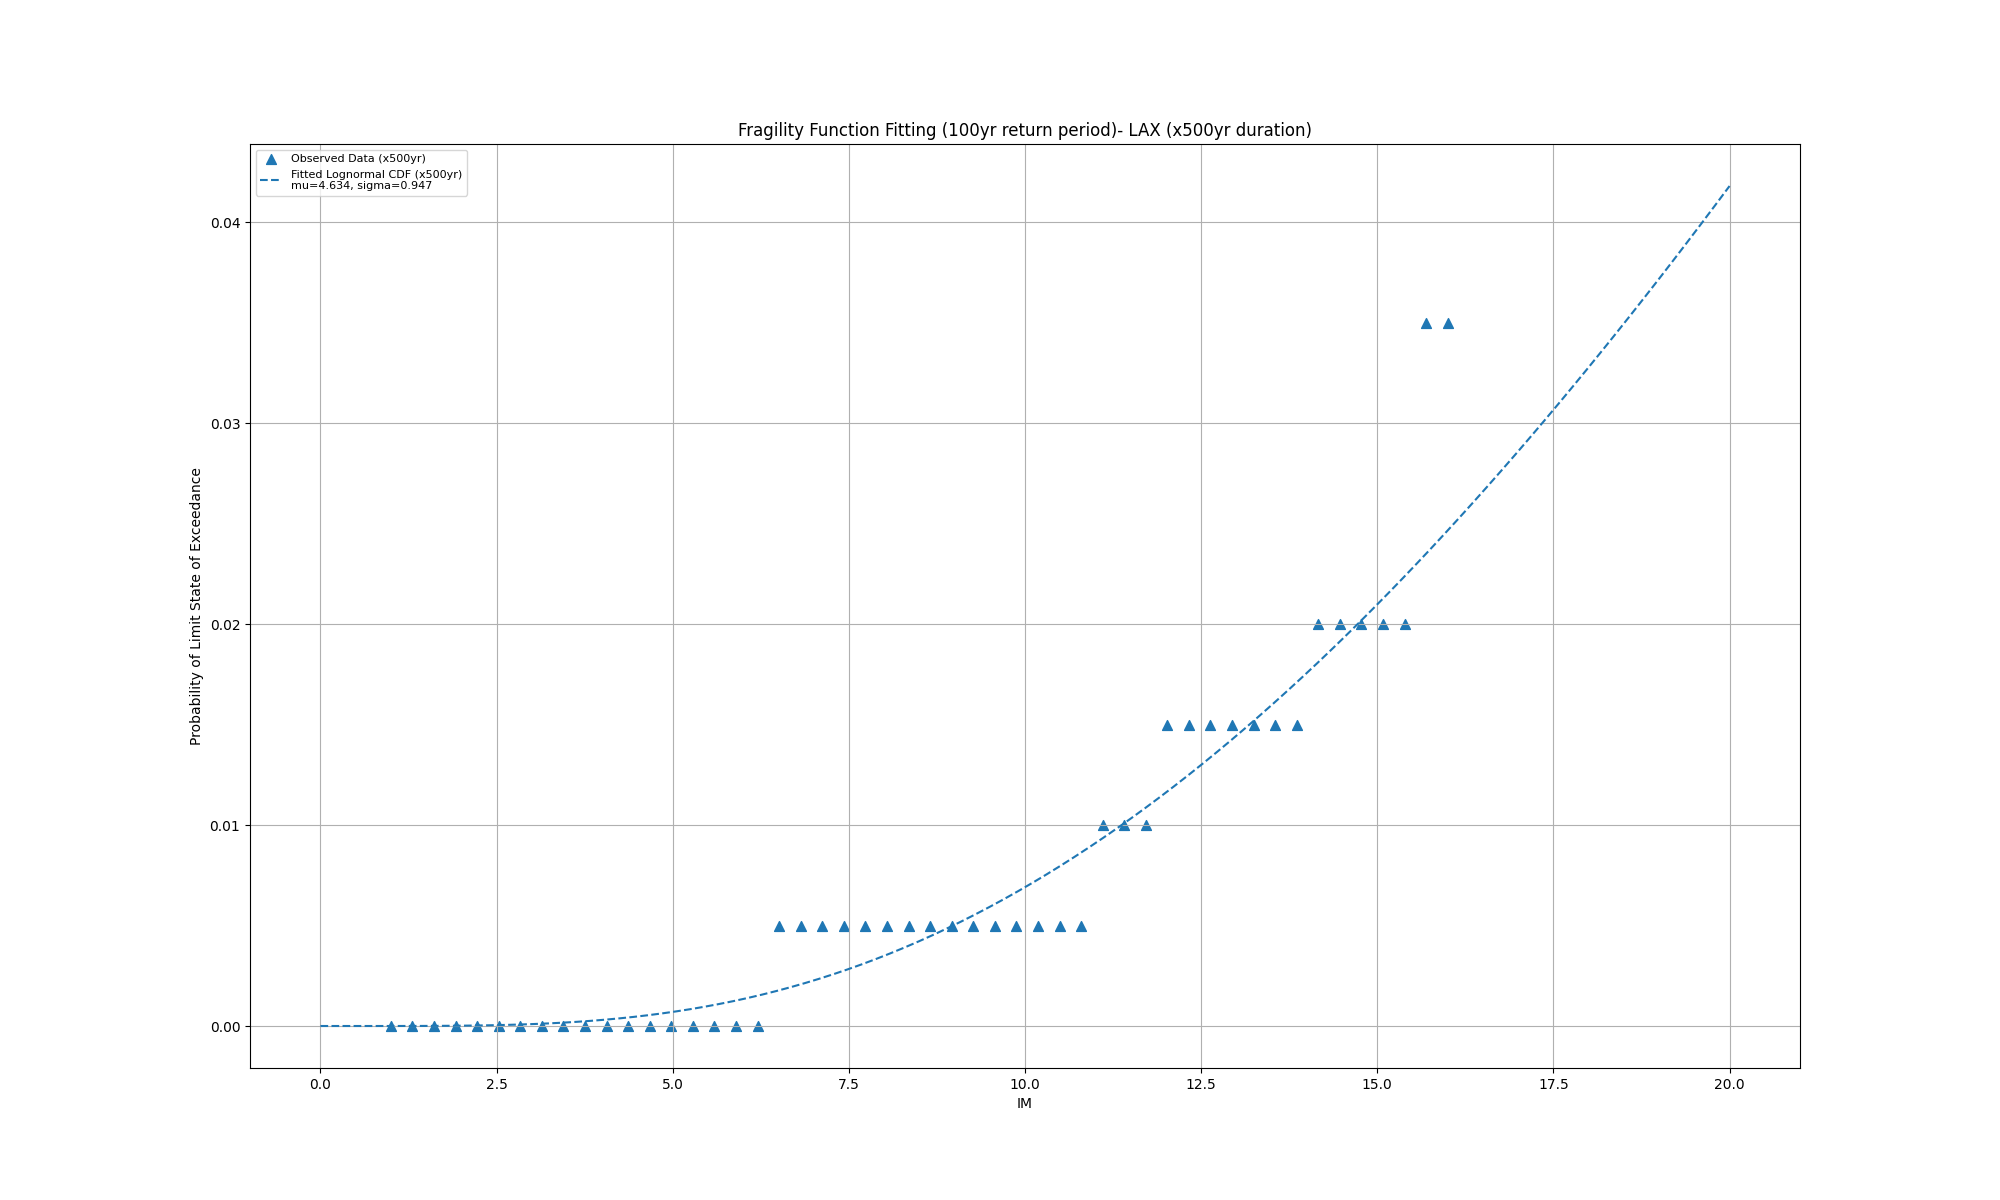 Fragility Function Fitting (100yr return period)- LAX (x500yr duration)
Observed Data (x500yr)
Fitted Lognormal CDF (x500yr)
mu=4.634, sigma=0.947
Probability of Limit State of Exceedance
0.04
0.03
0.02
0.01
0.00
0.0 2.5 5.0 7.5 10.0 12.5 15.0 17.5 20.0
IM